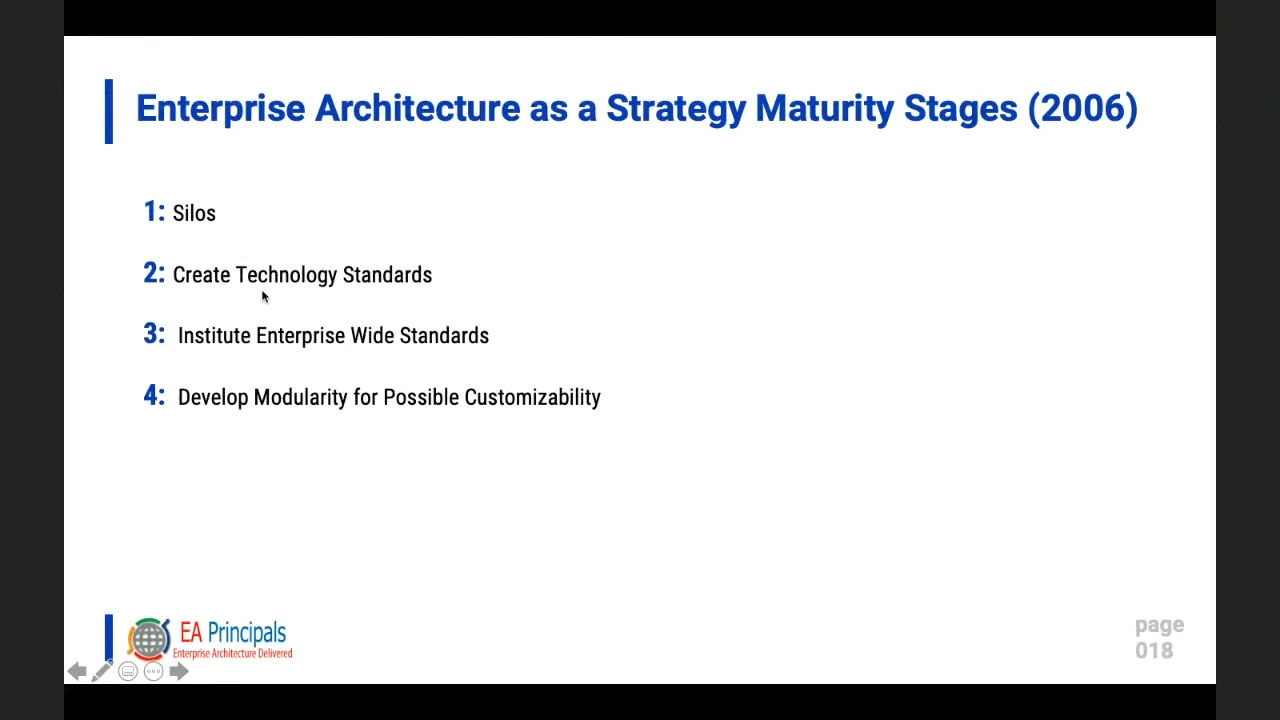 Enterprise Architecture as a Strategy Maturity Stages (2006)
1: Silos
2: Create Technology Standards
3: Institute Enterprise Wide Standards
4: Develop Modularity for Possible Customizability
EA Principals
Enterprise Architecture Delivered
page
018